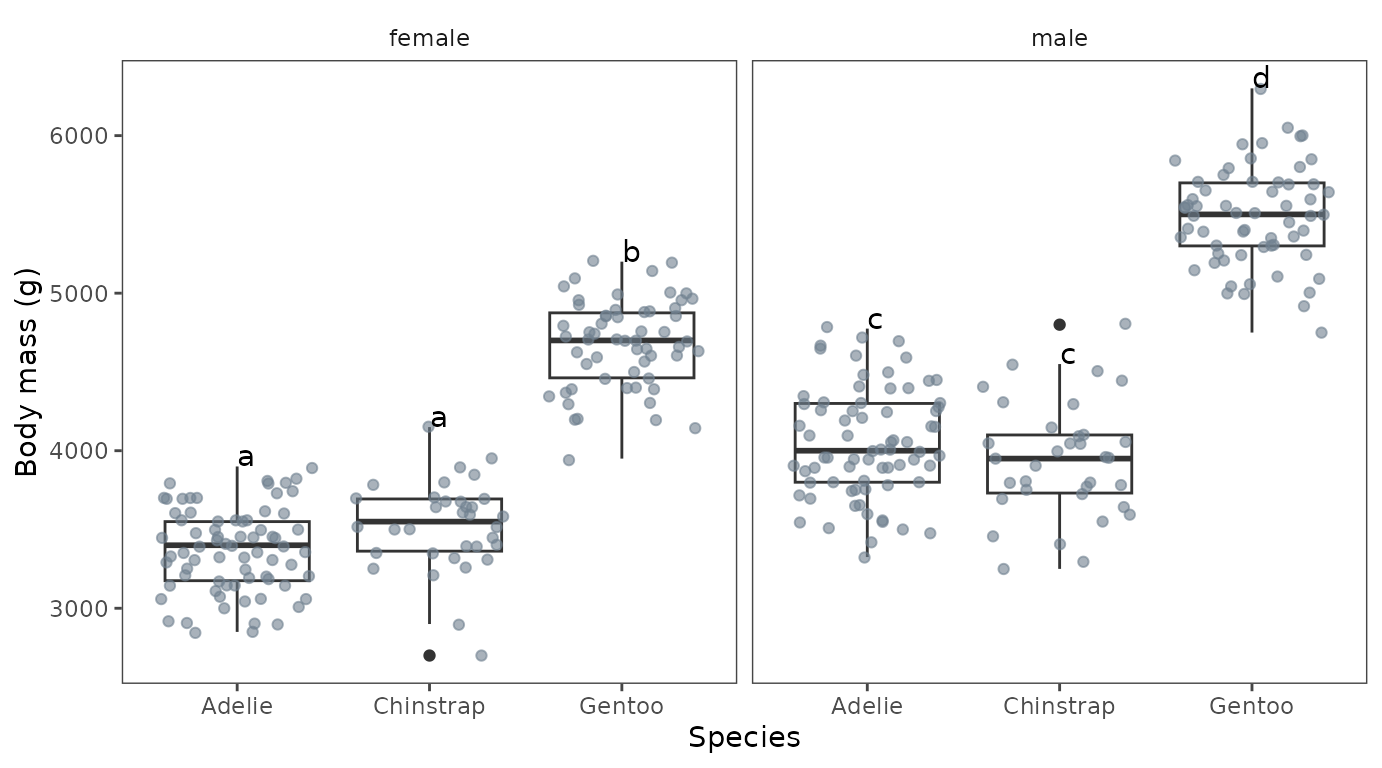 female male
Body mass (g)
6000
5000
4000
3000
a
a
b
c
c
d
Adelie Chinstrap Gentoo Adelie Chinstrap Gentoo
Species